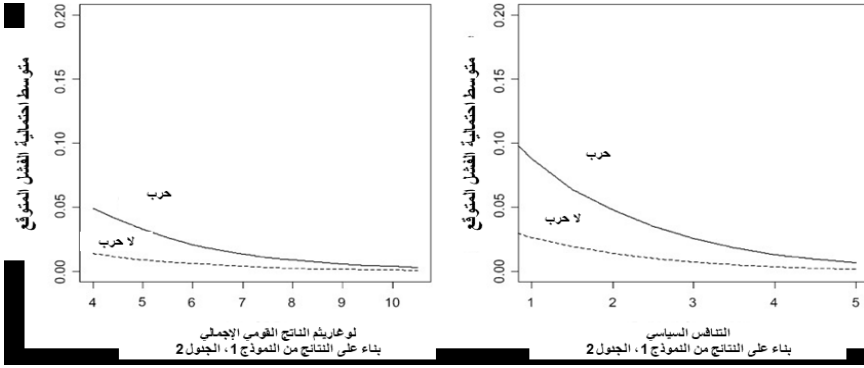 متوسط احتمالية الفشل المتوقع
0.20
0.15
0.10
0.05
0.00
حرب
لا حرب
4 5 6 7 8 9 10
لوغاريثم الناتج القومي الإجمالي
بناء على النتائج من النموذج 1، الجدول 2
متوسط احتمالية الفشل المتوقع
0.20
0.15
0.10
0.05
0.00
حرب
لا حرب
1 2 3 4 5
التنافس السياسي
بناء على النتائج من النموذج 1، الجدول 2